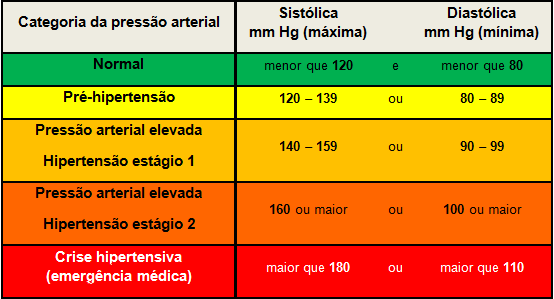 Categoria da pressão arterial
Sistólica
mm Hg (máxima)
Diastólica
mm Hg (mínima)
Normal
menor que 120 e menor que 80
Pré-hipertensão
120 – 139 ou 80 – 89
Pressão arterial elevada
Hipertensão estágio 1
140 – 159 ou 90 – 99
Pressão arterial elevada
Hipertensão estágio 2
160 ou maior ou 100 ou maior
Crise hipertensiva
(emergência médica)
maior que 180 ou maior que 110